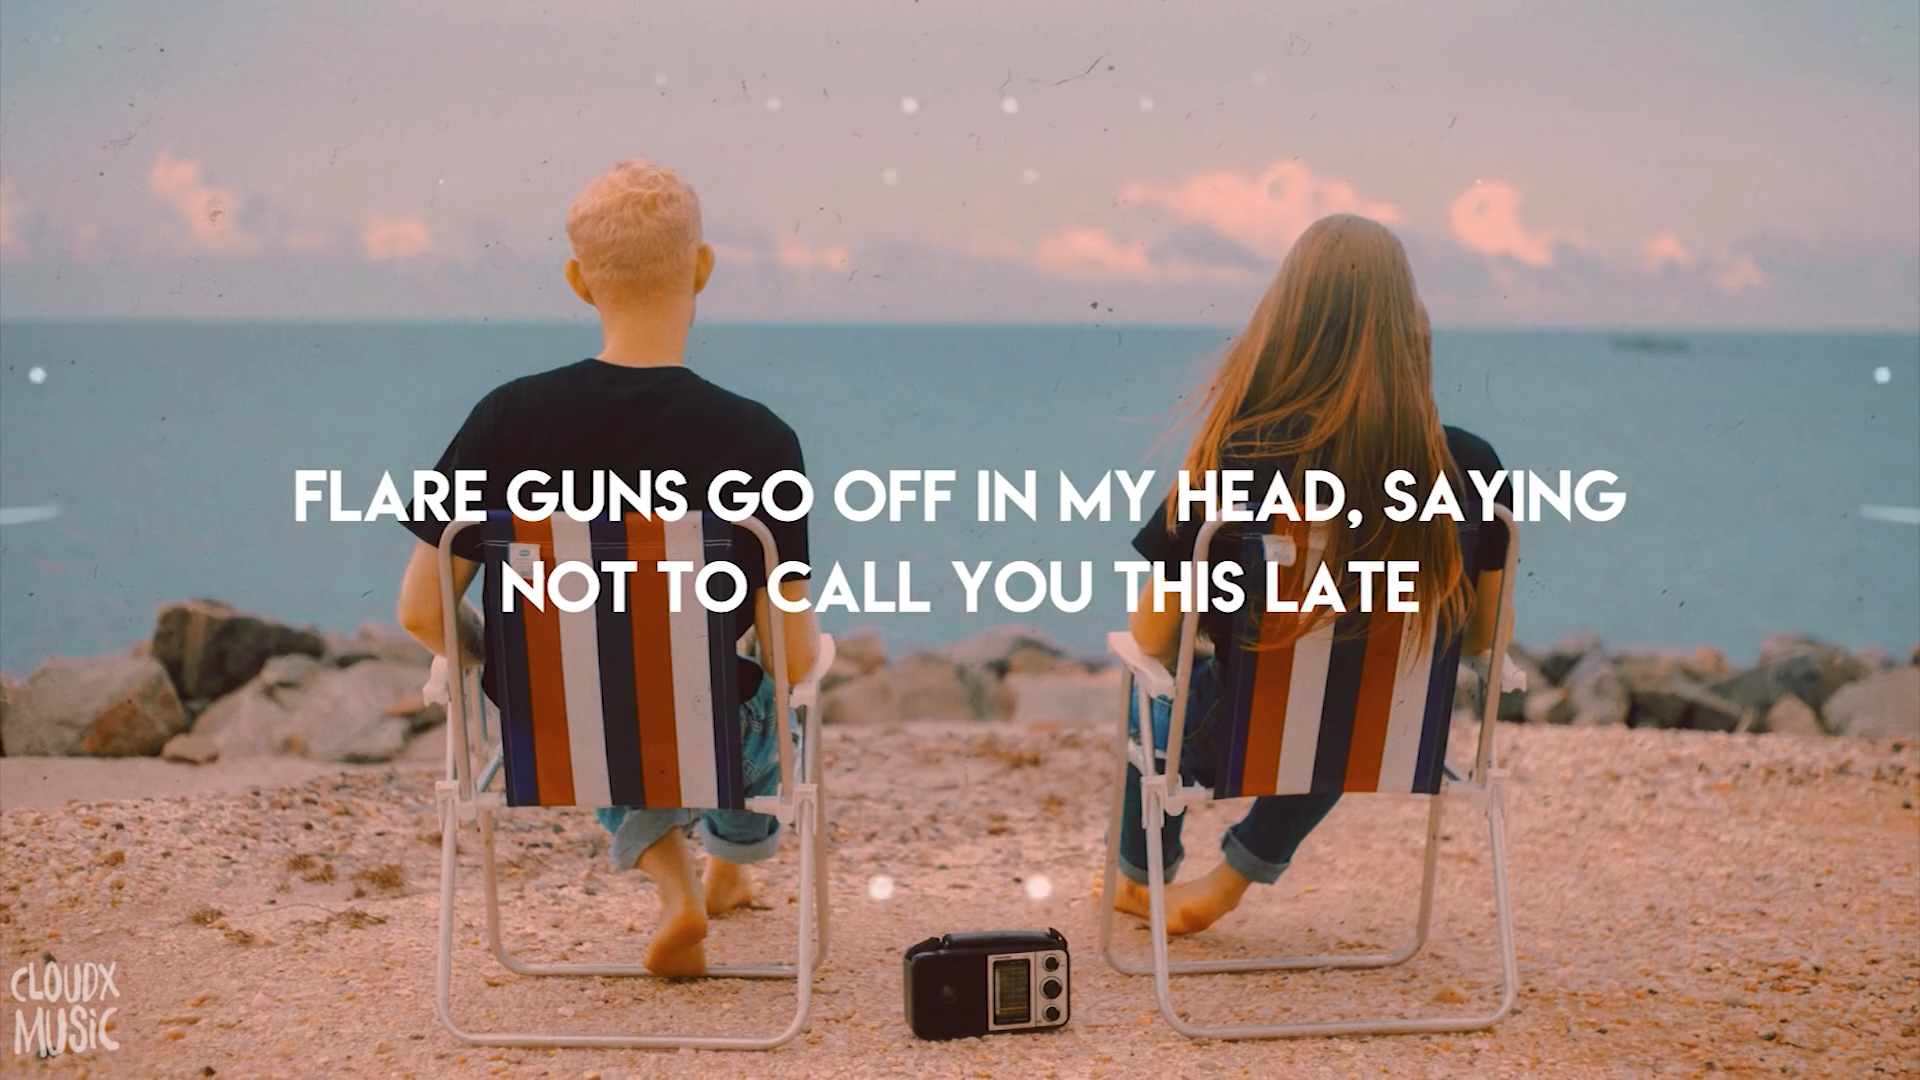 FLARE GUNS GO OFF IN MY HEAD, SAYING
NOT TO CALL YOU THIS LATE
CLOUDX
MUSiC